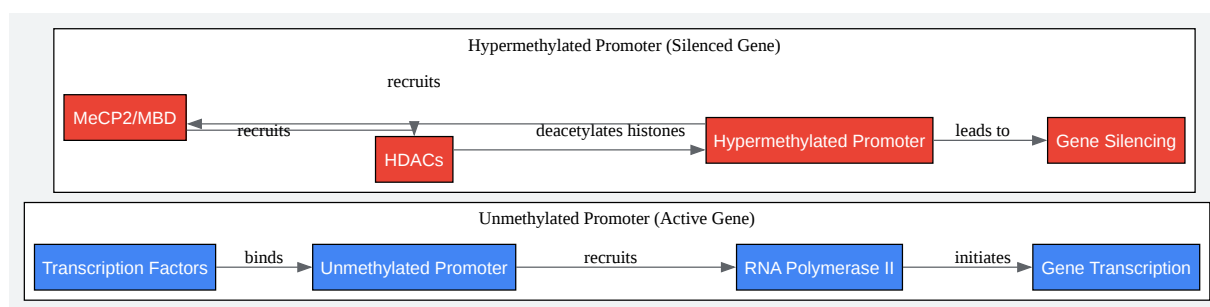 Hypermethylated Promoter (Silenced Gene)
recruits
MeCP2/MBD
recruits
deacetylates histones
HDACs
Hypermethylated Promoter
leads to
Gene Silencing
Unmethylated Promoter (Active Gene)
Transcription Factors
binds
Unmethylated Promoter
recruits
RNA Polymerase II
initiates
Gene Transcription